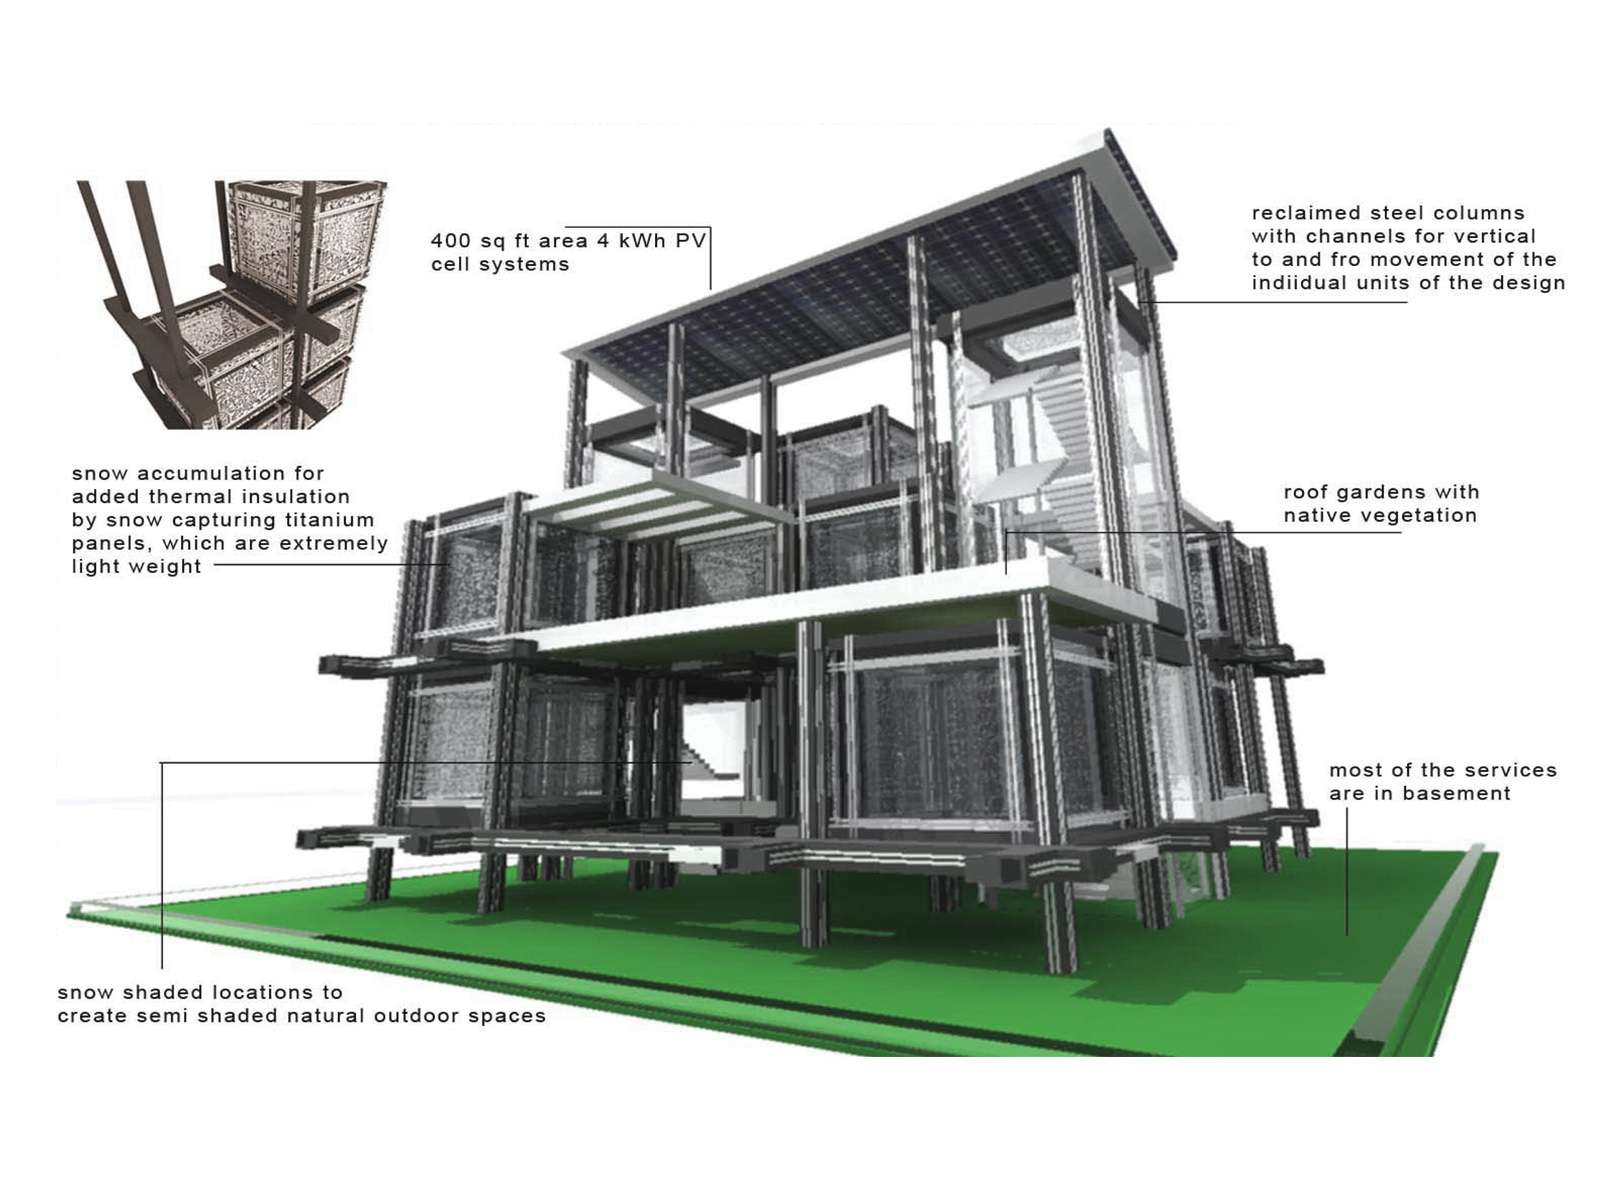 400 sq ft area 4 kWh PV
cell systems
reclaimed steel columns
with channels for vertical
to and fro movement of the
indiidual units of the design
snow accumulation for
added thermal insulation
by snow capturing titanium
panels, which are extremely
light weight
roof gardens with
native vegetation
most of the services
are in basement
snow shaded locations to
create semi shaded natural outdoor spaces